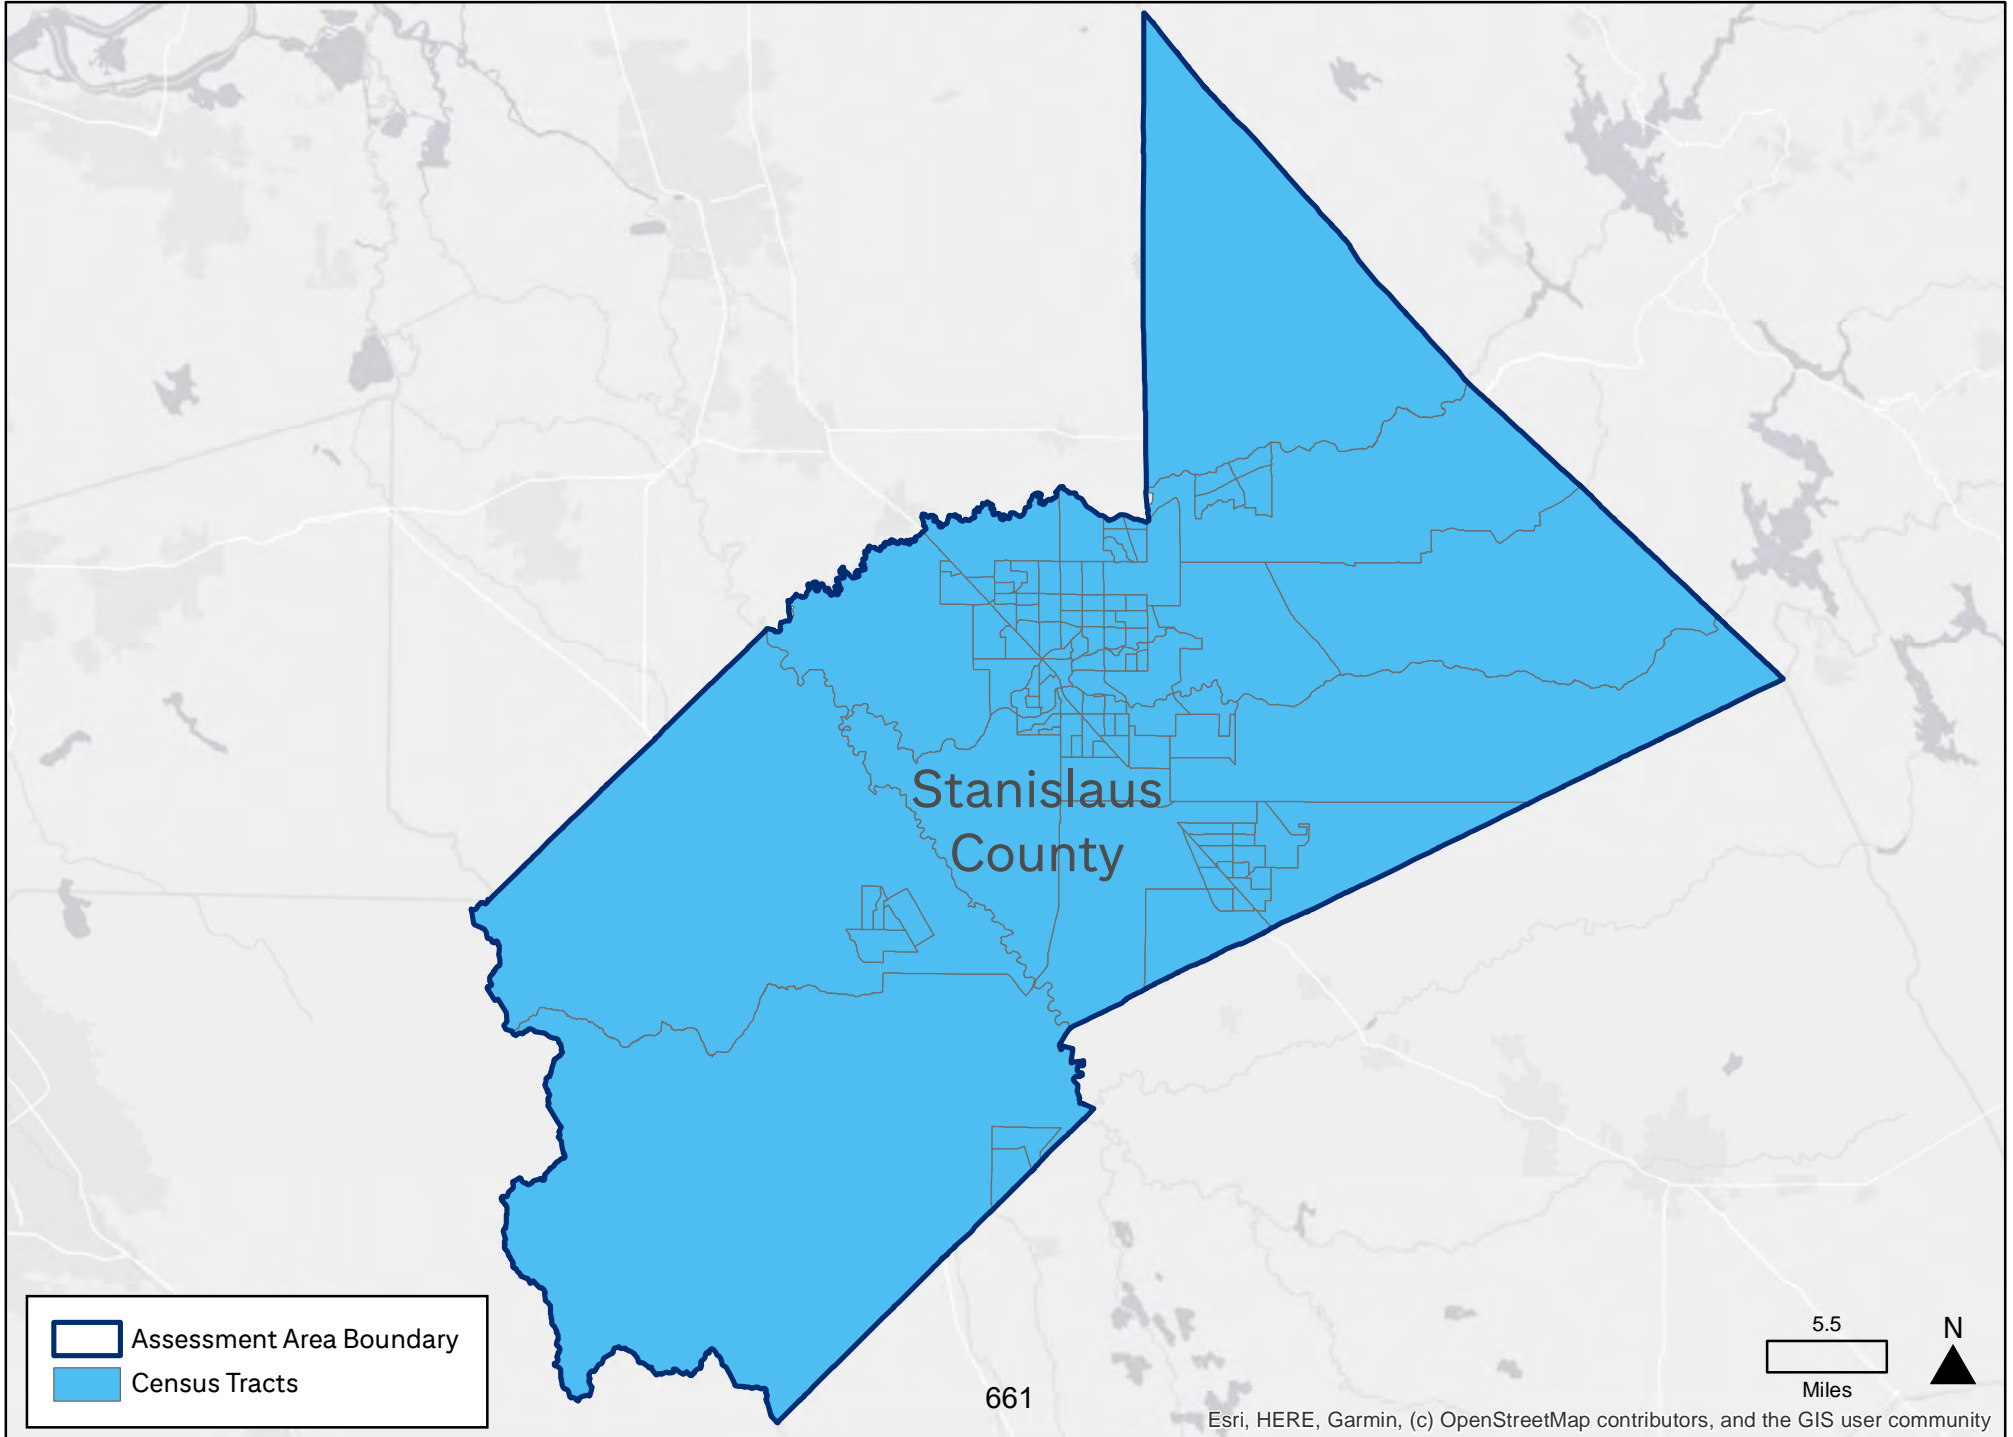 Stanislaus
County
Assessment Area Boundary
Census Tracts
661
5.5
Miles
N
Esri, HERE, Garmin, (c) OpenStreetMap contributors, and the GIS user community